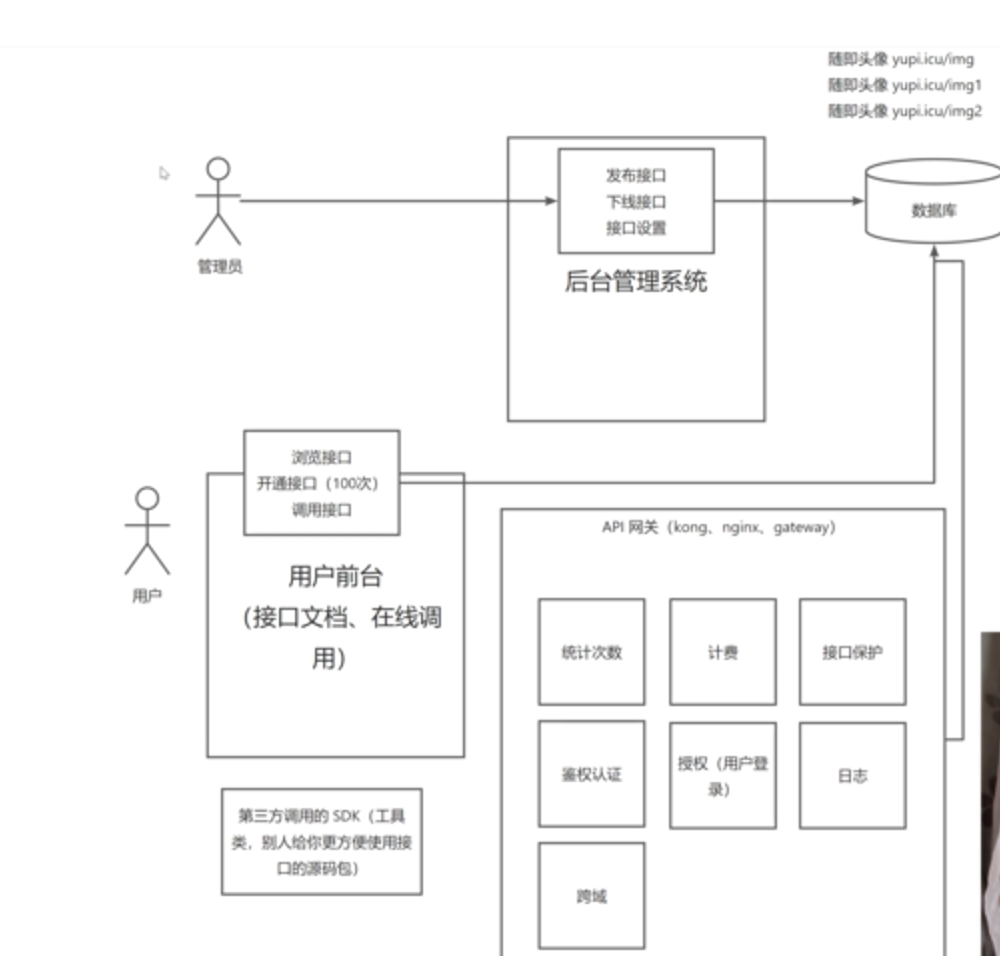 随即头像 yupi.icu/img
随即头像 yupi.icu/img1
随即头像 yupi.icu/img2
发布接口
下线接口
接口设置
数据库
管理员
后台管理系统
浏览接口
开通接口（100次）
调用接口
用户
用户前台
（接口文档、在线调
用）
API 网关（kong、nginx、gateway）
统计次数
计费
接口保护
鉴权认证
授权（用户登
录）
日志
第三方调用的 SDK（工具
类，别人给你更方便使用接
口的源码包）
跨域